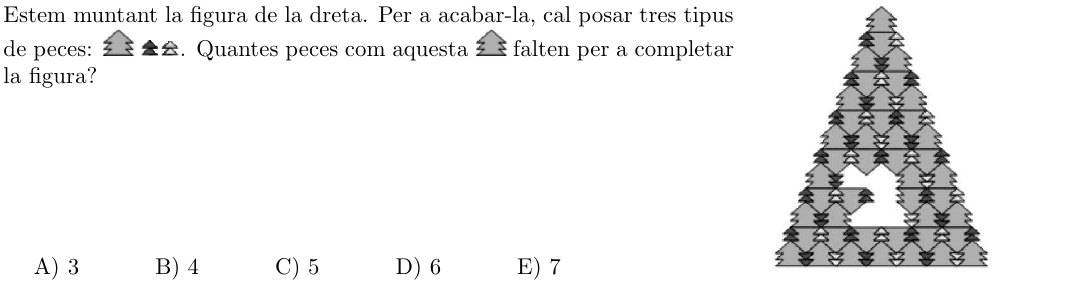 Estem muntant la figura de la dreta. Per a acabar-la, cal posar tres tipus
de peces: . Quantes peces com aquesta falten per a completar
la figura?
A) 3 B) 4 C) 5 D) 6 E) 7